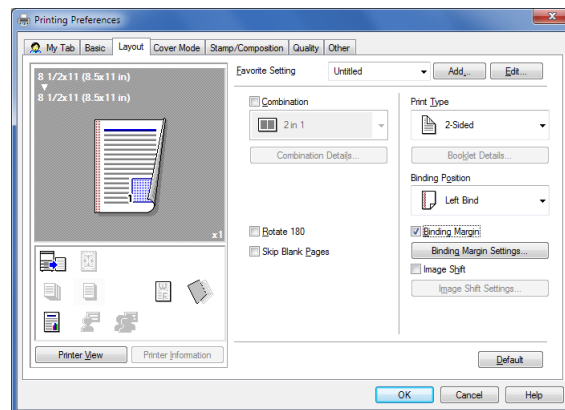 Printing Preferences
My Tab Basic Layout Cover Mode Stamp/Composition Quality Other
8 1/2x11 (8.5x11 in)
8 1/2x11 (8.5x11 in)
1
x1
Printer View Printer Information
Favorite Setting Untitled Add... Edit...
Combination
2 in 1
Combination Details...
Rotate 180
Skip Blank Pages
Print Type
2-Sided
Booklet Details...
Binding Position
Left Bind
Binding Margin
Binding Margin Settings...
Image Shift
Image Shift Settings...
Default
OK Cancel Help